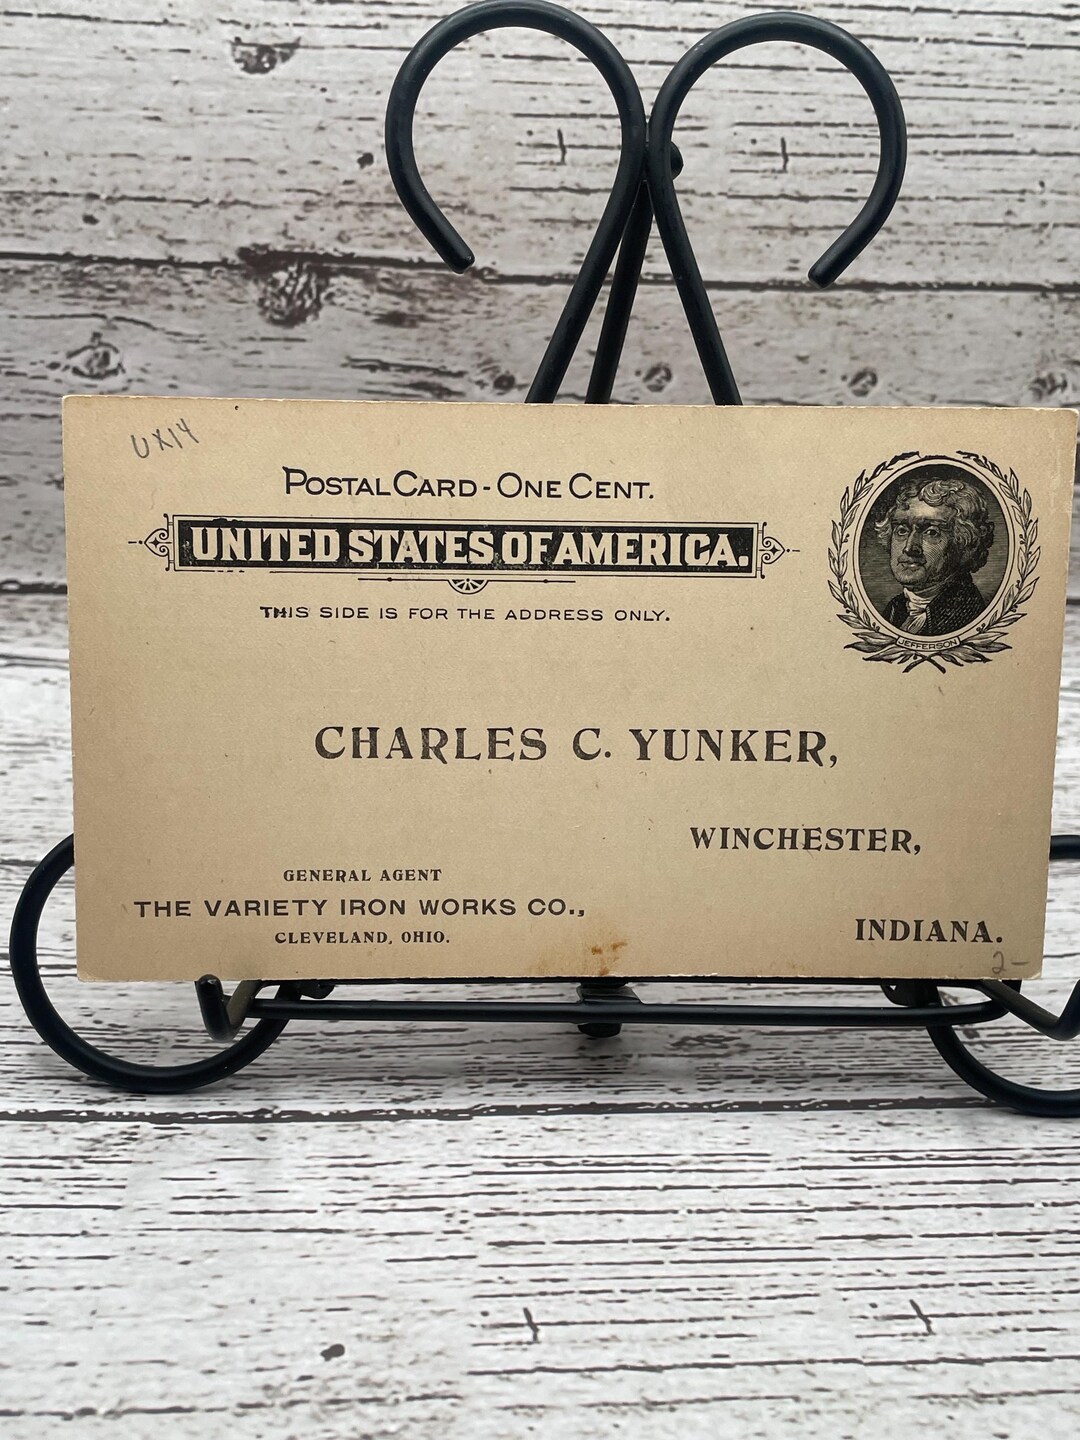 UX14
POSTAL CARD - ONE CENT.
UNITED STATES OF AMERICA.
THIS SIDE IS FOR THE ADDRESS ONLY.
JEFFERSON
CHARLES C. YUNKER,
WINCHESTER,
GENERAL AGENT
THE VARIETY IRON WORKS CO.,
CLEVELAND, OHIO.
INDIANA.
2-